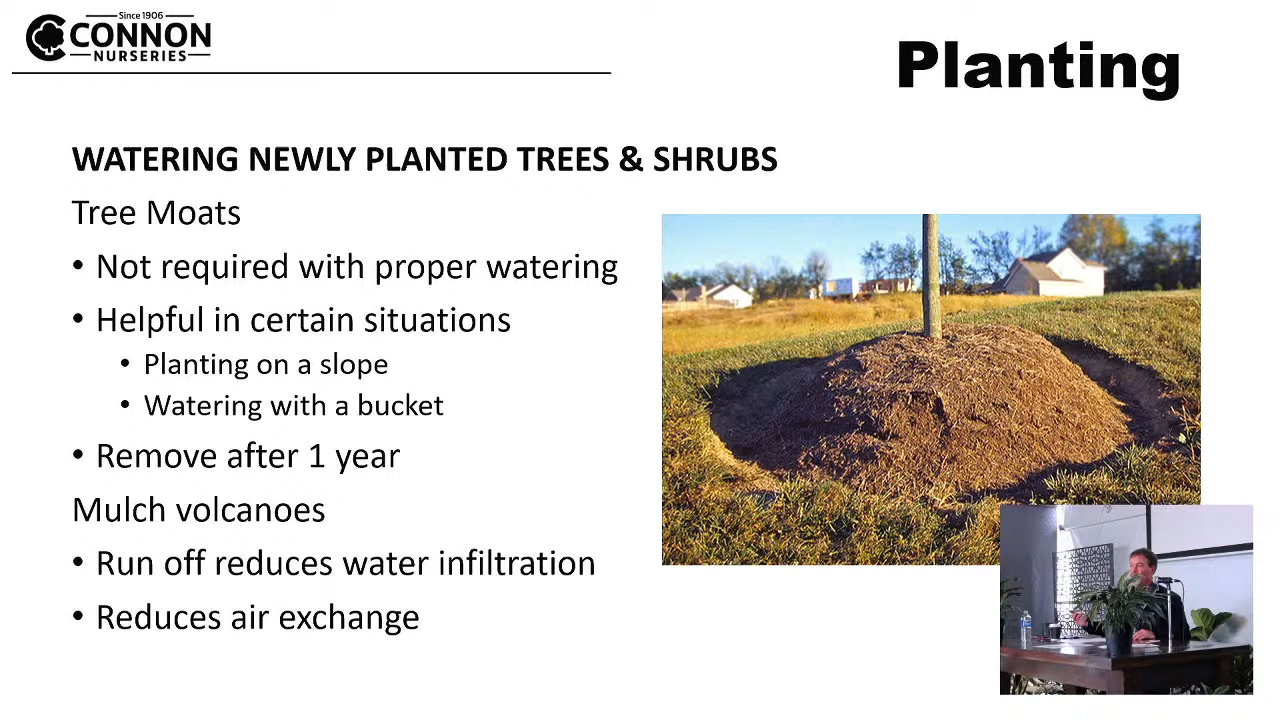 Since 1906
CONNON
NURSERIES
Planting
WATERING NEWLY PLANTED TREES & SHRUBS
Tree Moats
• Not required with proper watering
• Helpful in certain situations
• Planting on a slope
• Watering with a bucket
• Remove after 1 year
Mulch volcanoes
• Run off reduces water infiltration
• Reduces air exchange